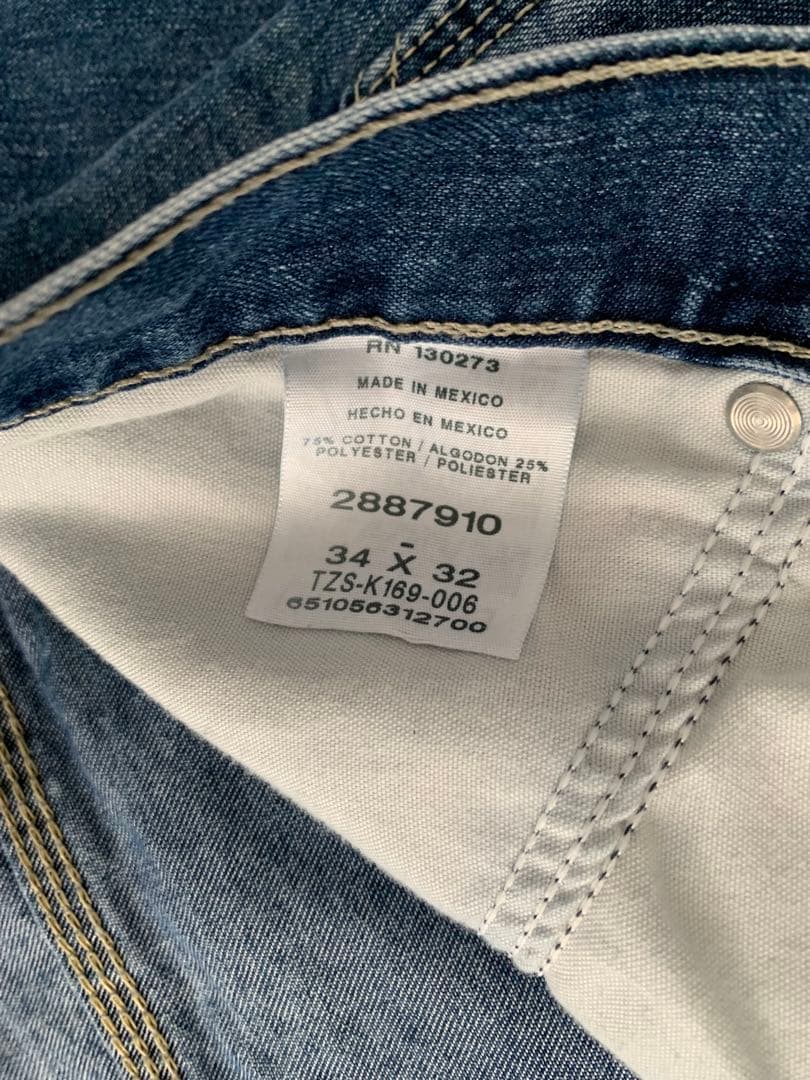 RN 130273
MADE IN MEXICO
HECHO EN MEXICO
75% COTTON / ALGODON 25%
POLYESTER / POLIESTER
2887910
-
34 X 32
TZS-K169-006
651056312700